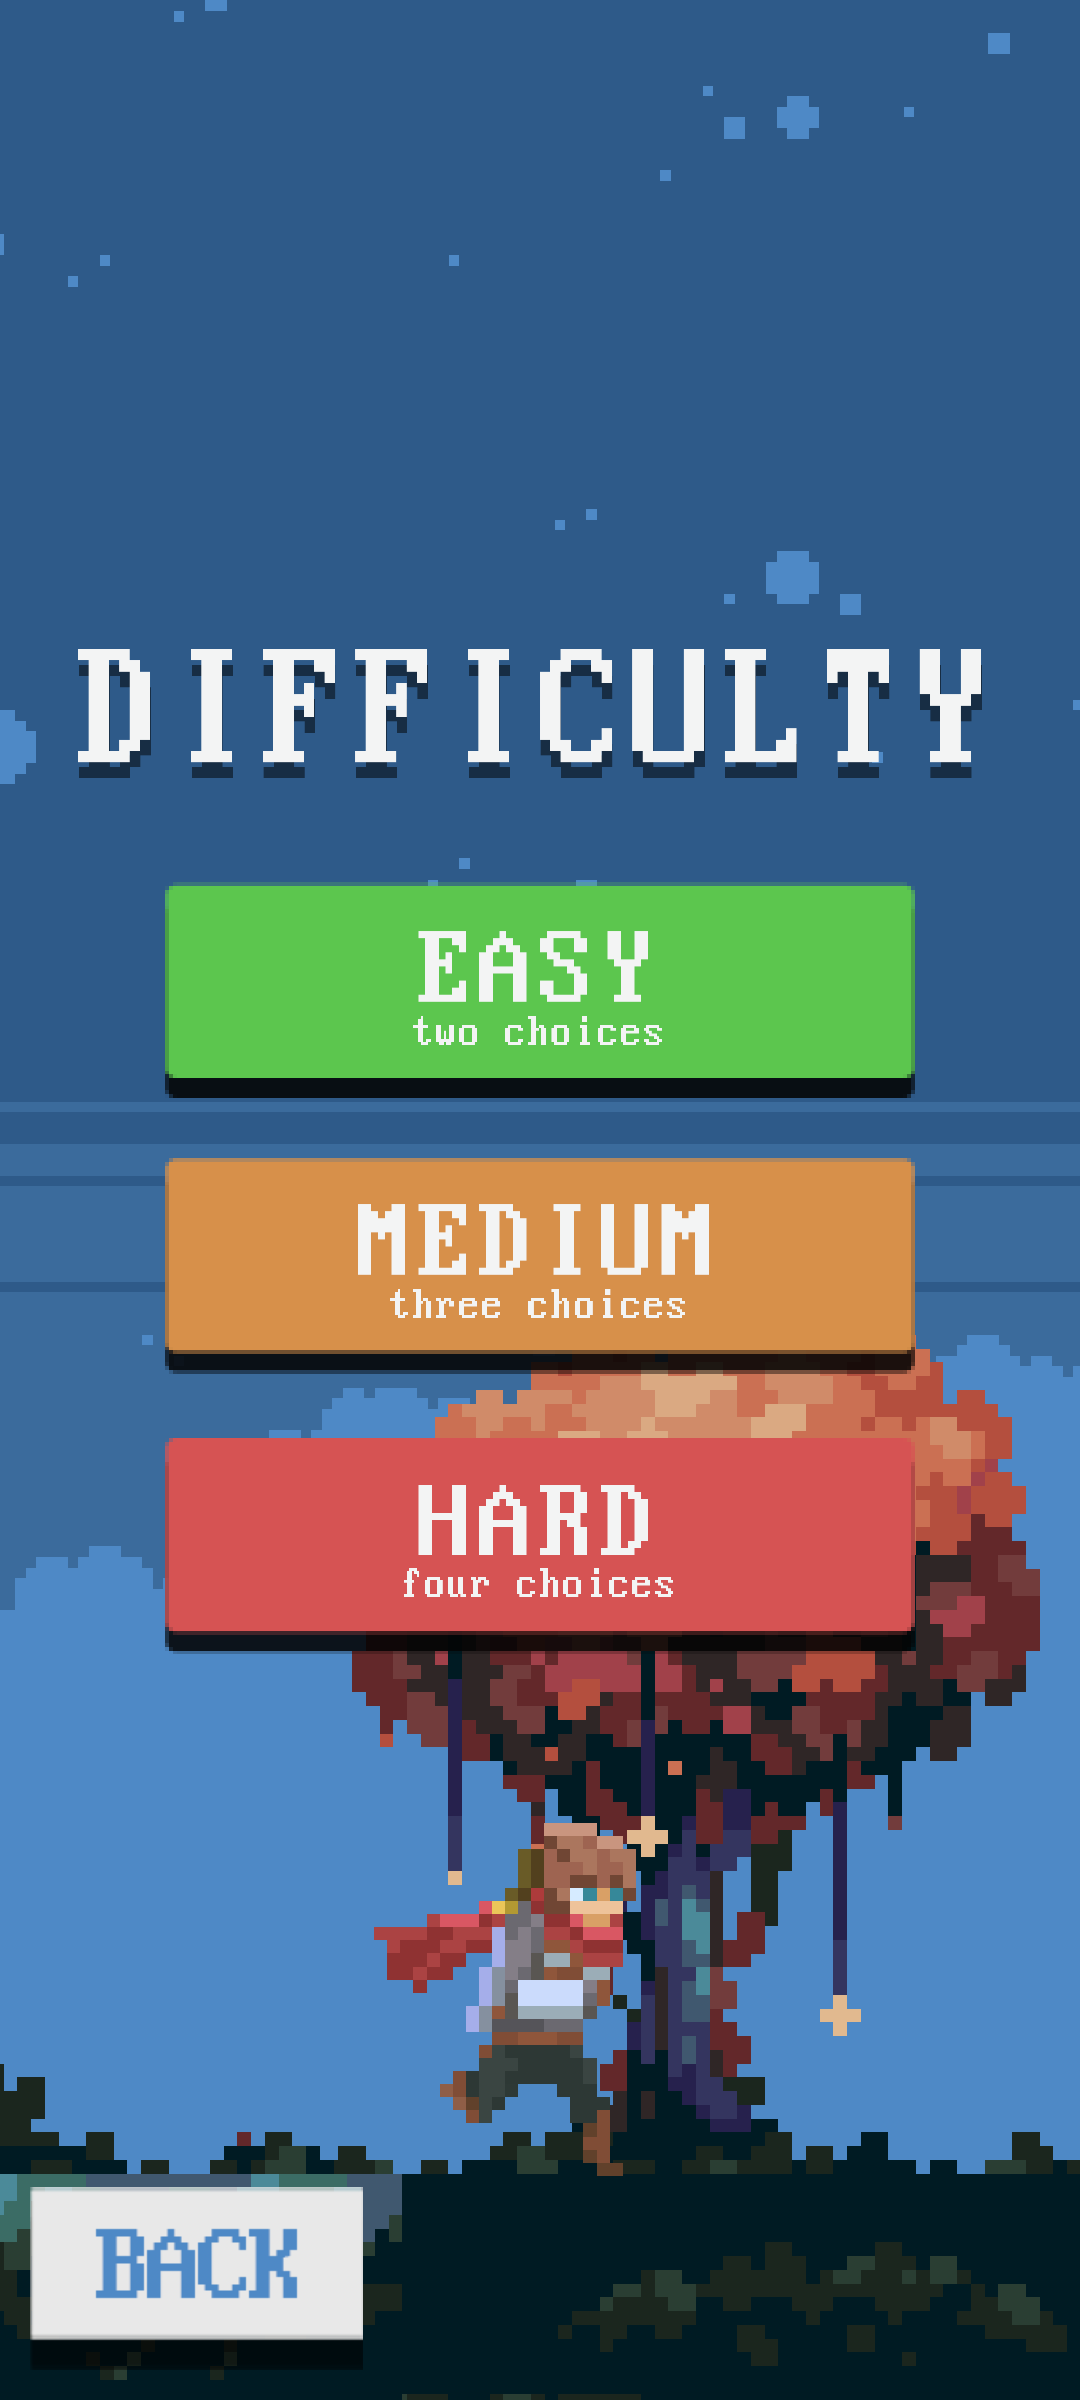 DIFFICULTY
EASY
two choices
MEDIUM
three choices
HARD
four choices
BACK